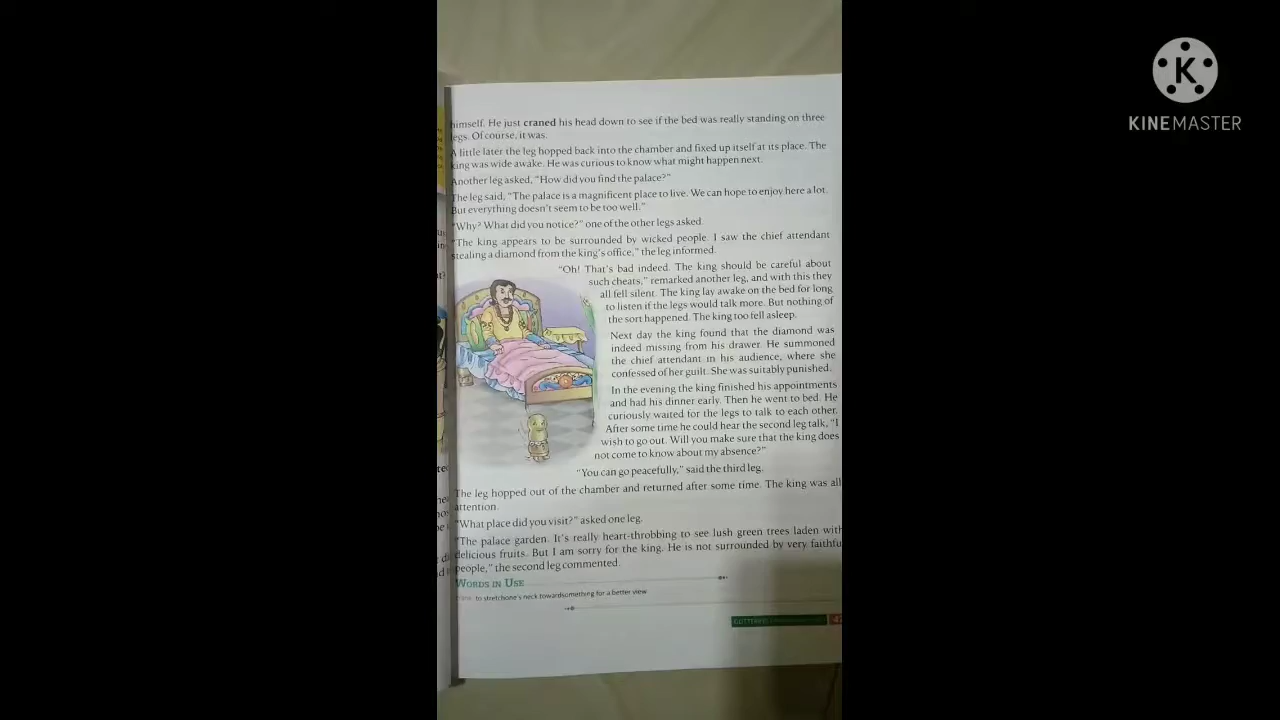 himself. He just craned his head down to see if the bed was really standing on three
legs. Of course, it was.
A little later the leg hopped back into the chamber and fixed up itself at its place. The
king was wide awake. He was curious to know what might happen next.
Another leg asked, "How did you find the palace?"
The leg said, "The palace is a magnificent place to live. We can hope to enjoy here a lot.
But everything doesn't seem to be too well."
"Why? What did you notice?" one of the other legs asked.
"The king appears to be surrounded by wicked people. I saw the chief attendant
stealing a diamond from the king's office," the leg informed.
"Oh! That's bad indeed. The king should be careful about
such cheats," remarked another leg, and with this they
all fell silent. The king lay awake on the bed for long
to listen if the legs would talk more. But nothing of
the sort happened. The king too fell asleep.
Next day the king found that the diamond was
indeed missing from his drawer. He summoned
the chief attendant in his audience, where she
confessed of her guilt. She was suitably punished.
In the evening the king finished his appointments
and had his dinner early. Then he went to bed. He
curiously waited for the legs to talk to each other.
After some time he could hear the second leg talk, "I
wish to go out. Will you make sure that the king does
not come to know about my absence?"
"You can go peacefully," said the third leg.
The leg hopped out of the chamber and returned after some time. The king was all
attention.
"What place did you visit?" asked one leg.
"The palace garden. It's really heart-throbbing to see lush green trees laden with
delicious fruits. But I am sorry for the king. He is not surrounded by very faithfu
people," the second leg commented.
WORDS IN USE
to stretchone's neck towardsomething for a better view
K
KINEMASTER